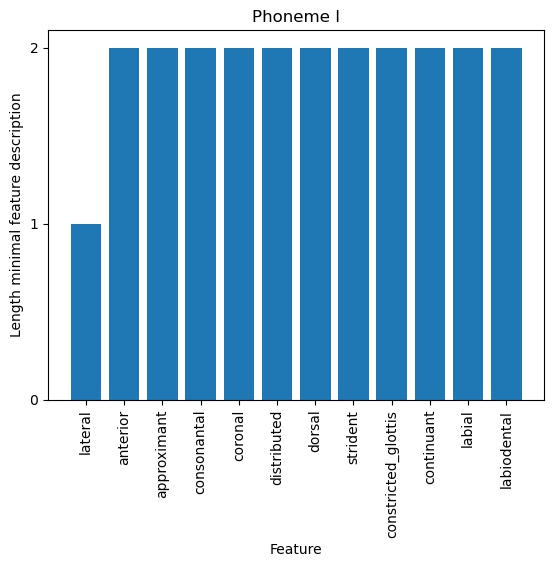 Phoneme l
Length minimal feature description
2
1
0
lateral
anterior
approximant
consonantal
coronal
distributed
dorsal
strident
constricted_glottis
continuant
labial
labiodental
Feature